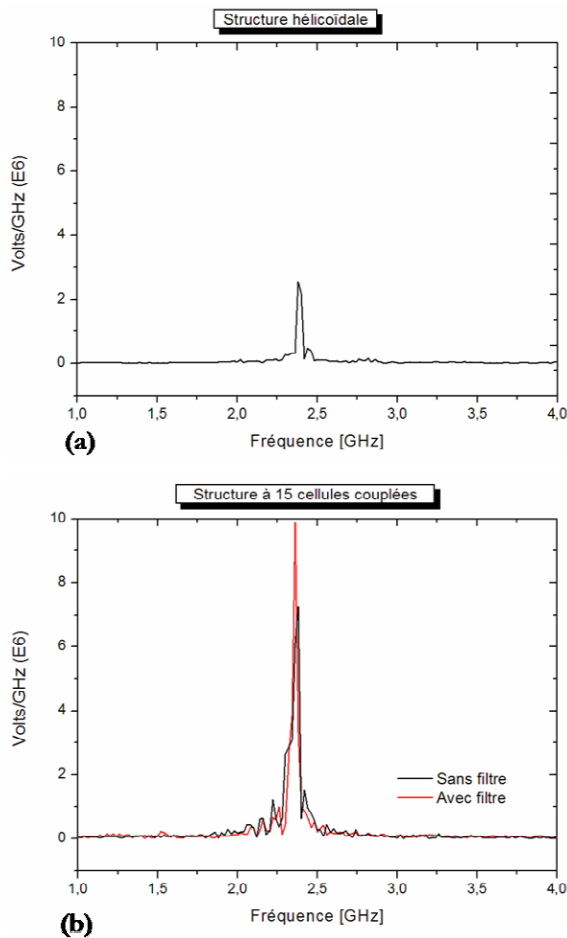 Structure hélicoïdale
10
8
6
4
2
0
Volts/GHz (E6)
1,0 1,5 2,0 2,5 3,0 3,5 4,0
(a)
Fréquence [GHz]
Structure à 15 cellules couplées
10
8
6
4
2
0
Volts/GHz (E6)
Sans filtre
Avec filtre
1,0 1,5 2,0 2,5 3,0 3,5 4,0
(b)
Fréquence [GHz]